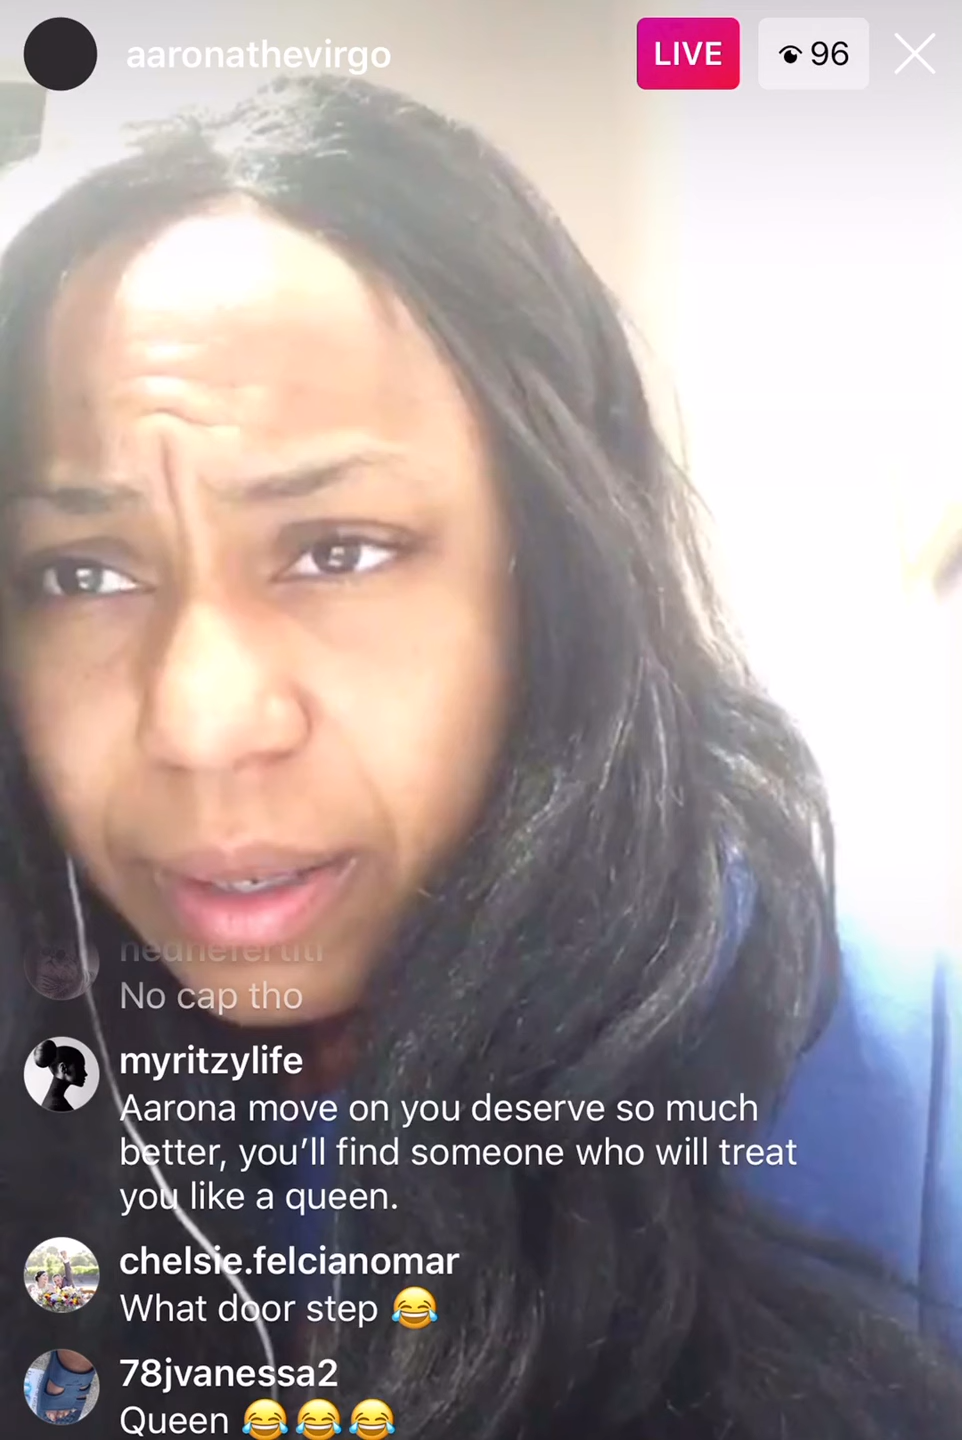 aaronathevirgo LIVE 96
nednefertiti
No cap tho
myritzylife
Aarona move on you deserve so much
better, you'll find someone who will treat
you like a queen.
chelsie.felcianomar
What door step 😂
78jvanessa2
Queen 😂😂😂